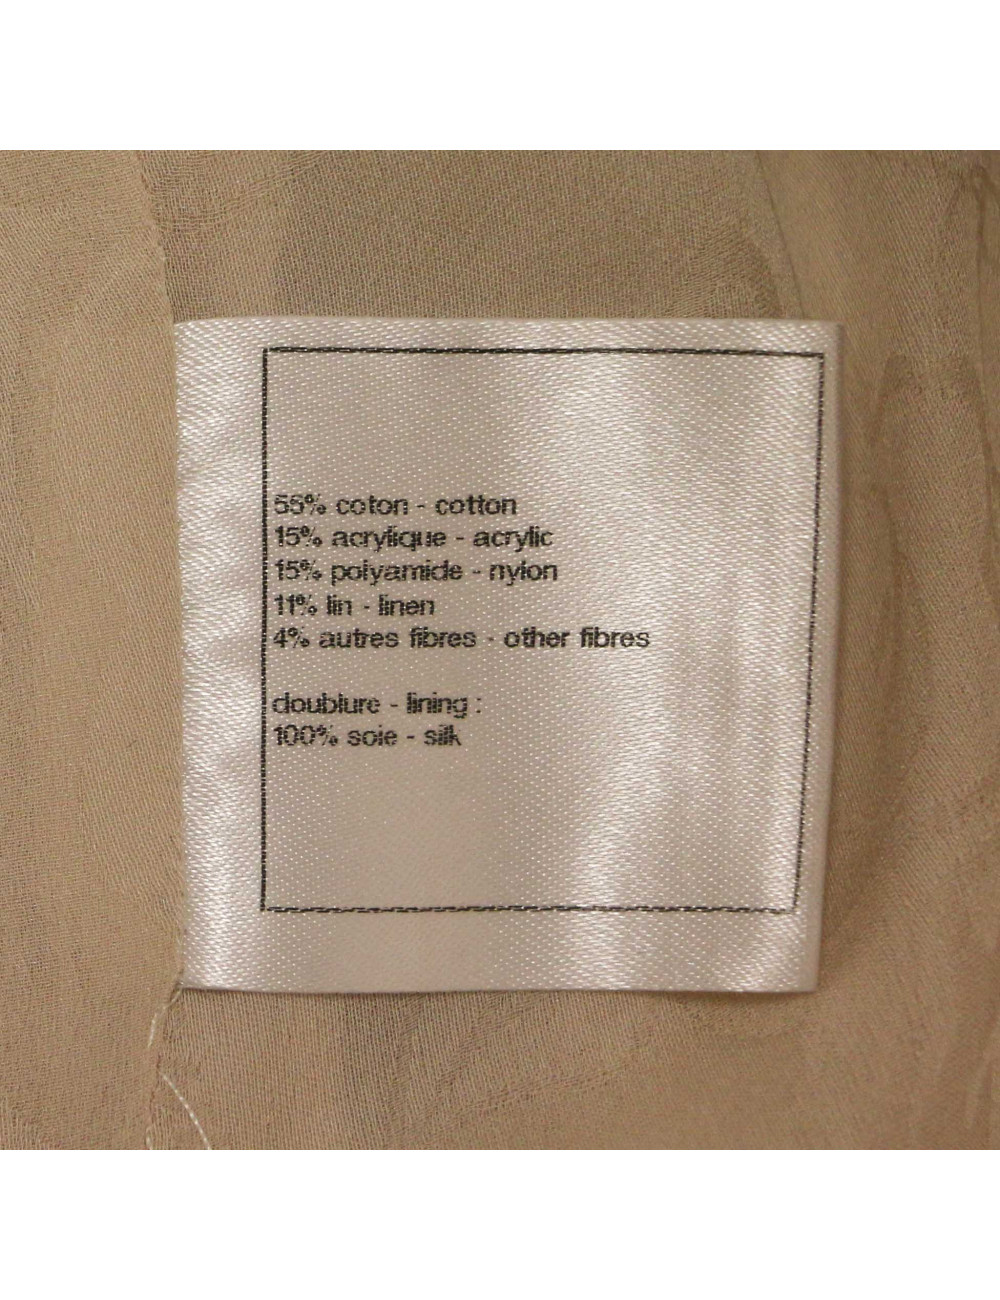 55% coton - cotton
15% acrylique - acrylic
15% polyamide - nylon
11% lin - linen
4% autres fibres - other fibres
doublure - lining :
100% soie - silk